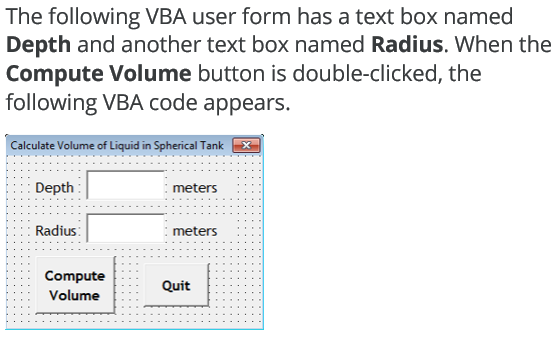 The following VBA user form has a text box named
Depth and another text box named Radius. When the
Compute Volume button is double-clicked, the
following VBA code appears.
Calculate Volume of Liquid in Spherical Tank
Depth meters
Radius meters
Compute
Volume
Quit